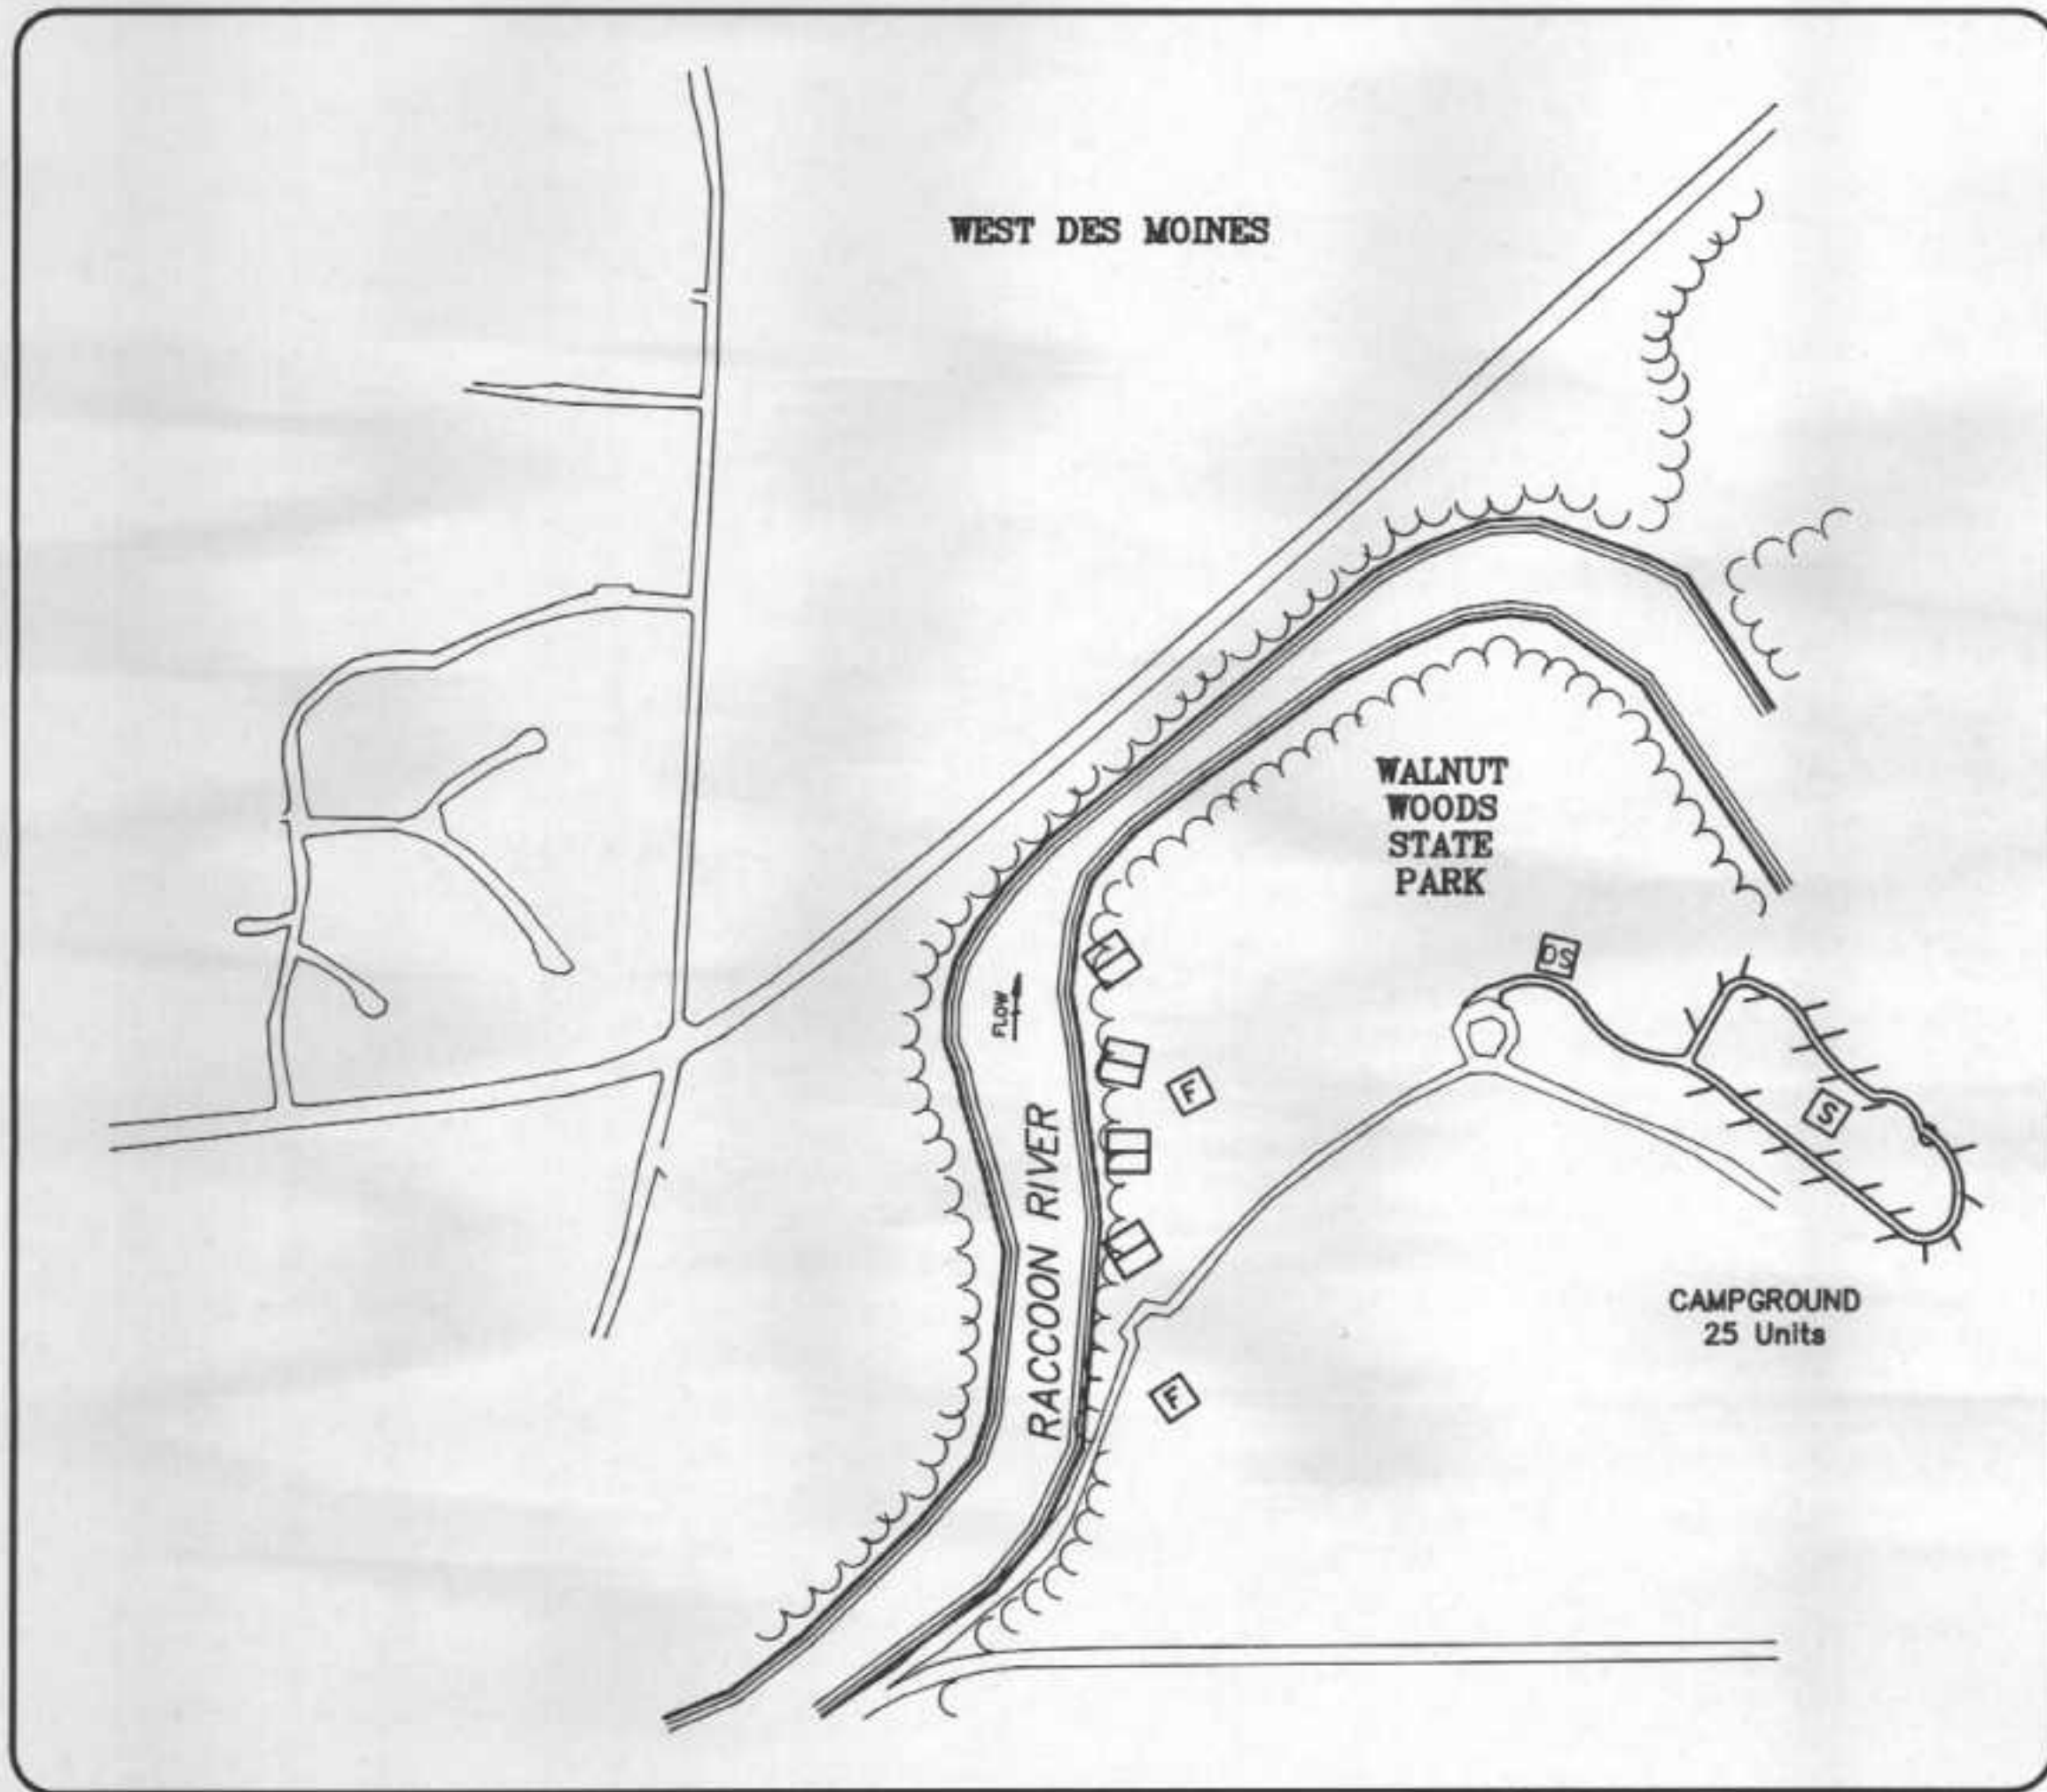 WEST DES MOINES
WALNUT
WOODS
STATE
PARK
DS
FLOW
F
S
RACCOON RIVER
CAMPGROUND
25 Units
F